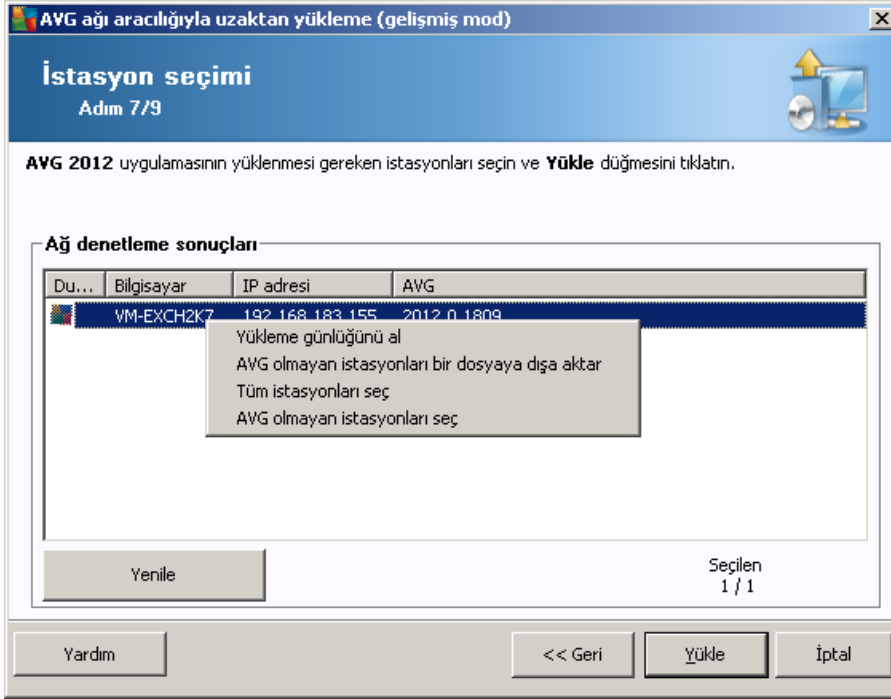 AVG ağı aracılığıyla uzaktan yükleme (gelişmiş mod)
İstasyon seçimi
Adım 7/9
AVG 2012 uygulamasının yüklenmesi gereken istasyonları seçin ve Yükle düğmesini tıklatın.
Ağ denetleme sonuçları
Du... Bilgisayar IP adresi AVG
VM-EXCH2K7 192.168.183.155 2012.0.1809
Yükleme günlüğünü al
AVG olmayan istasyonları bir dosyaya dışa aktar
Tüm istasyonları seç
AVG olmayan istasyonları seç
Yenile
Seçilen
1 / 1
Yardım << Geri Yükle İptal